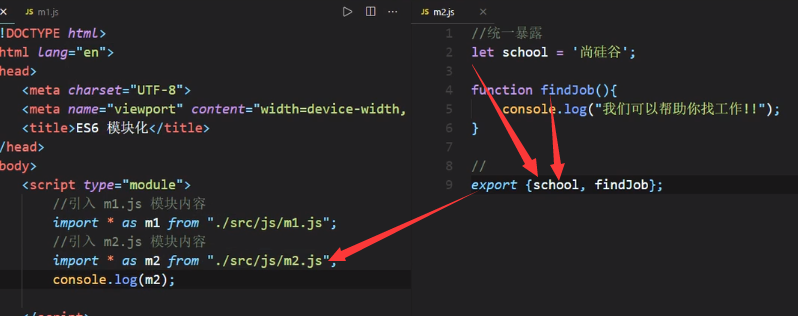 m1.js
!DOCTYPE html>
html lang="en">
head>
<meta charset="UTF-8">
<meta name="viewport" content="width=device-width,
<title>ES6 模块化</title>
/head>
body>
<script type="module">
//引入 m1.js 模块内容
import * as m1 from "./src/js/m1.js";
//引入 m2.js 模块内容
import * as m2 from "./src/js/m2.js";
console.log(m2);
</script>
JS m2.js
1 //统一暴露
2 let school = '尚硅谷';
3
4 function findJob(){
5 console.log("我们可以帮助你找工作!!");
6 }
7
8 //
9 export {school, findJob};